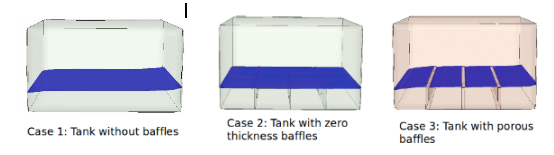 Case 1: Tank without baffles
Case 2: Tank with zero
thickness baffles
Case 3: Tank with porous
baffles